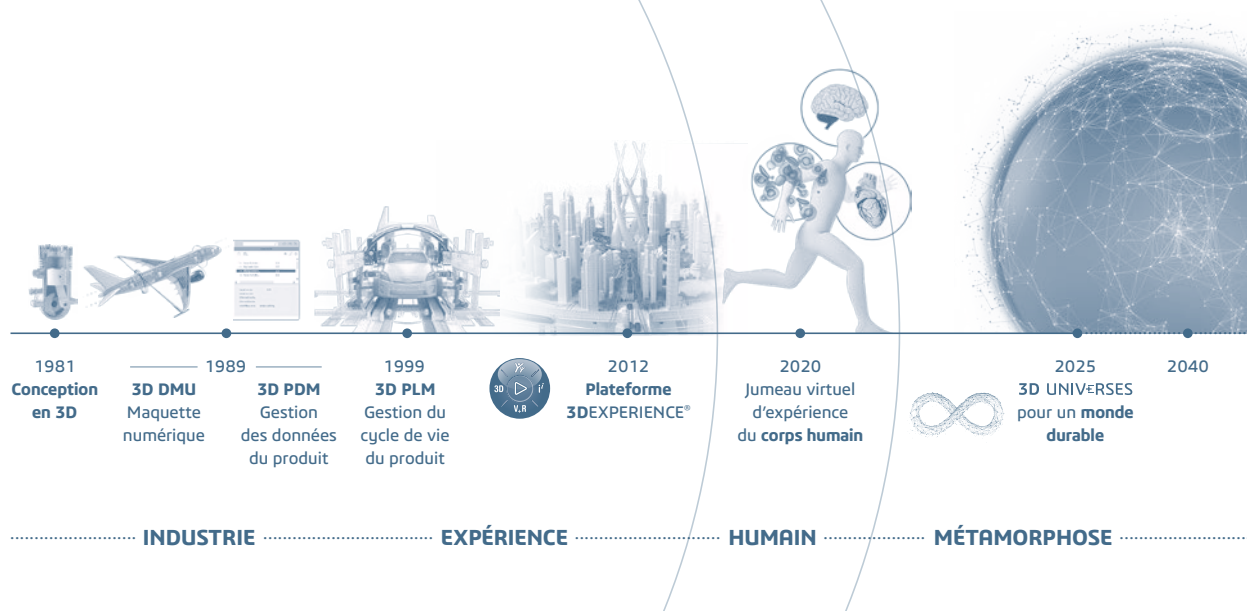 1981
Conception
en 3D
1989
3D DMU
Maquette
numérique
3D PDM
Gestion
des données
du produit
1999
3D PLM
Gestion du
cycle de vie
du produit
3D
V,R
2012
Plateforme
3DEXPERIENCE®
2020
Jumeau virtuel
d’expérience
du corps humain
2025
3D UNIVERSES
pour un monde
durable
2040
INDUSTRIE
EXPÉRIENCE
HUMAIN
MÉTAMORPHOSE